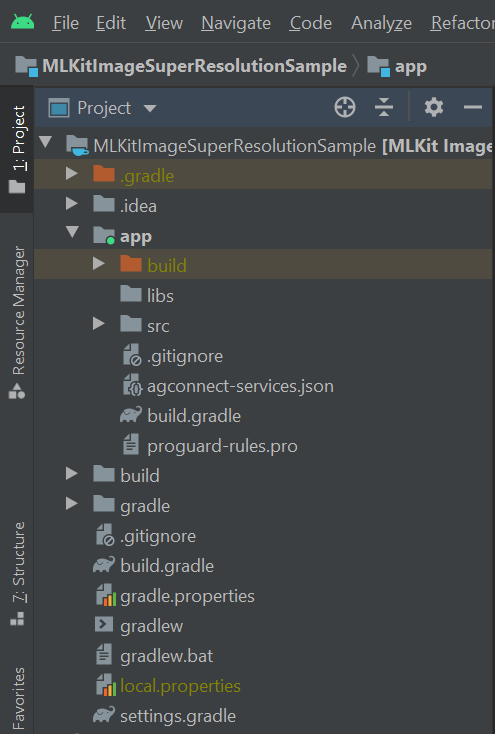 File Edit View Navigate Code Analyze Refactor
MLKitImageSuperResolutionSample app
Project
MLKitImageSuperResolutionSample [MLKit Image
.gradle
.idea
app
build
libs
src
.gitignore
agconnect-services.json
build.gradle
proguard-rules.pro
build
gradle
.gitignore
build.gradle
gradle.properties
gradlew
gradlew.bat
local.properties
settings.gradle
1: Project
Resource Manager
7: Structure
Favorites